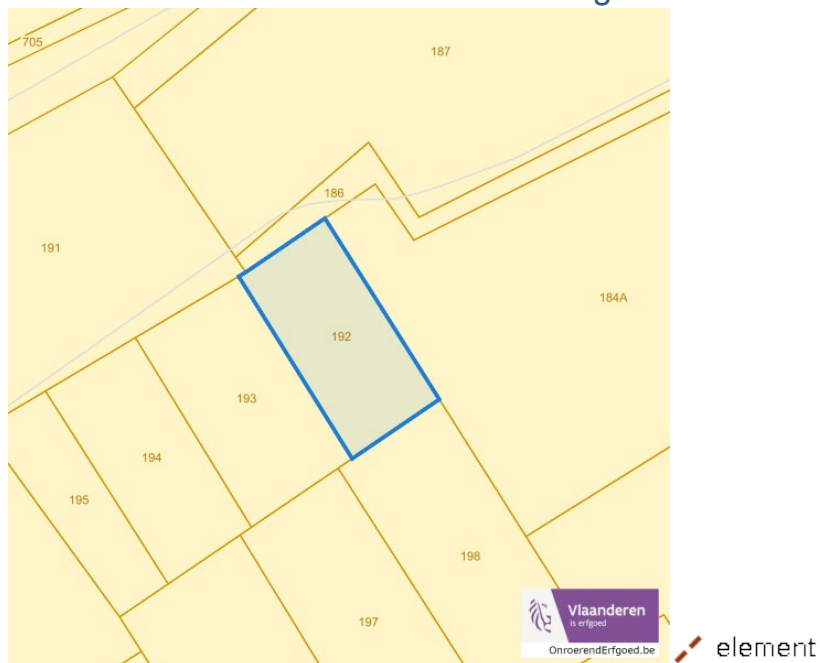 705
187
186
191
184A
192
193
194
195
198
197
Vlaanderen
is erfgoed
OnroerendErfgoed.be
element